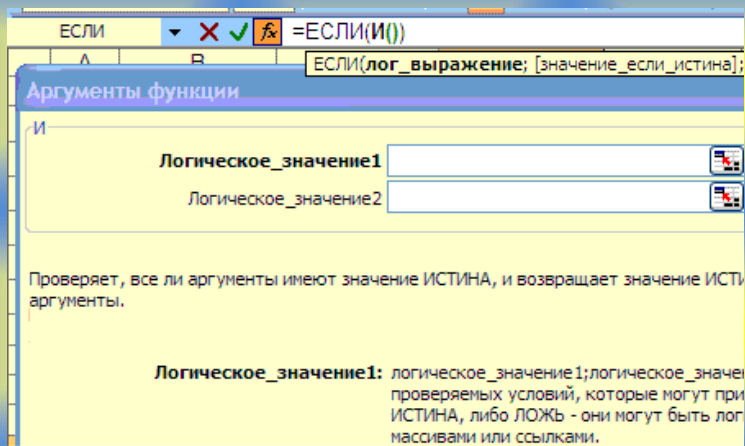 ЕСЛИ fx =ЕСЛИ(И())
A B
ЕСЛИ(лог_выражение; [значение_если_истина];
Аргументы функции
И
Логическое_значение1
Логическое_значение2
Проверяет, все ли аргументы имеют значение ИСТИНА, и возвращает значение ИСТИ
аргументы.
Логическое_значение1: логическое_значение1;логическое_значен
проверяемых условий, которые могут при
ИСТИНА, либо ЛОЖЬ - они могут быть лог
массивами или ссылками.